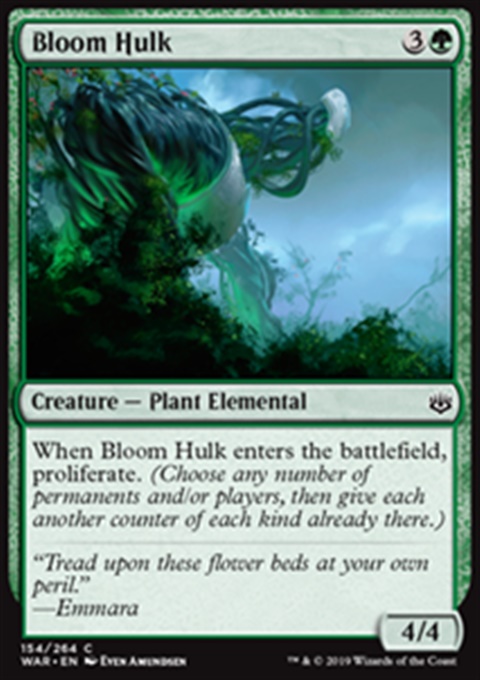 Bloom Hulk 3
Creature — Plant Elemental
When Bloom Hulk enters the battlefield,
proliferate. (Choose any number of
permanents and/or players, then give each
another counter of each kind already there.)
“Tread upon these flower beds at your own
peril.”
—Emmara
4/4
154/264 C
WAR • EN Even Amundsen
™ & © 2019 Wizards of the Coast